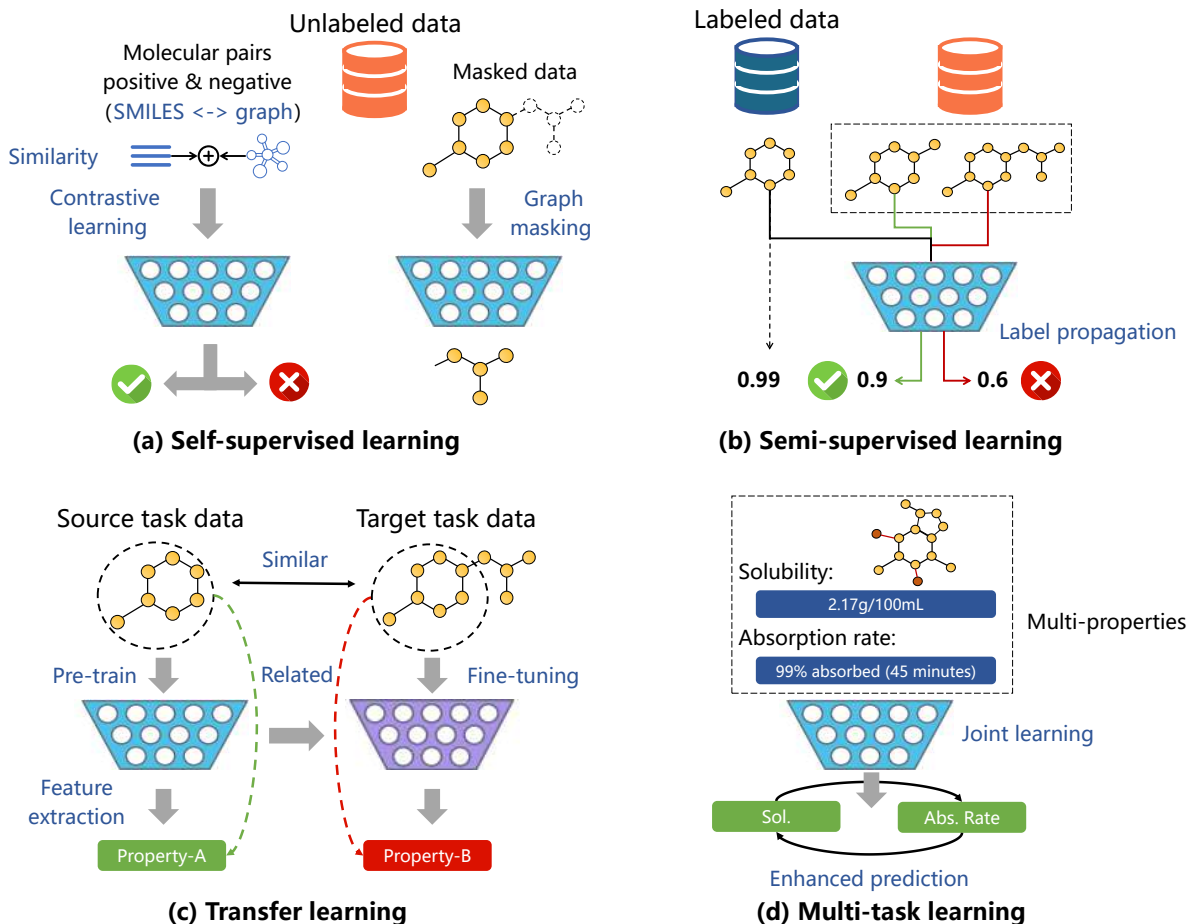 Unlabeled data
Molecular pairs
positive & negative
(SMILES <-> graph)
Masked data
Similarity
Contrastive
learning
Graph
masking
(a) Self-supervised learning
Labeled data
Label propagation
0.99
0.9
0.6
(b) Semi-supervised learning
Source task data
Target task data
Similar
Pre-train
Related
Fine-tuning
Feature
extraction
Property-A
Property-B
(c) Transfer learning
Solubility:
2.17g/100mL
Absorption rate:
99% absorbed (45 minutes)
Multi-properties
Joint learning
Sol.
Abs. Rate
Enhanced prediction
(d) Multi-task learning